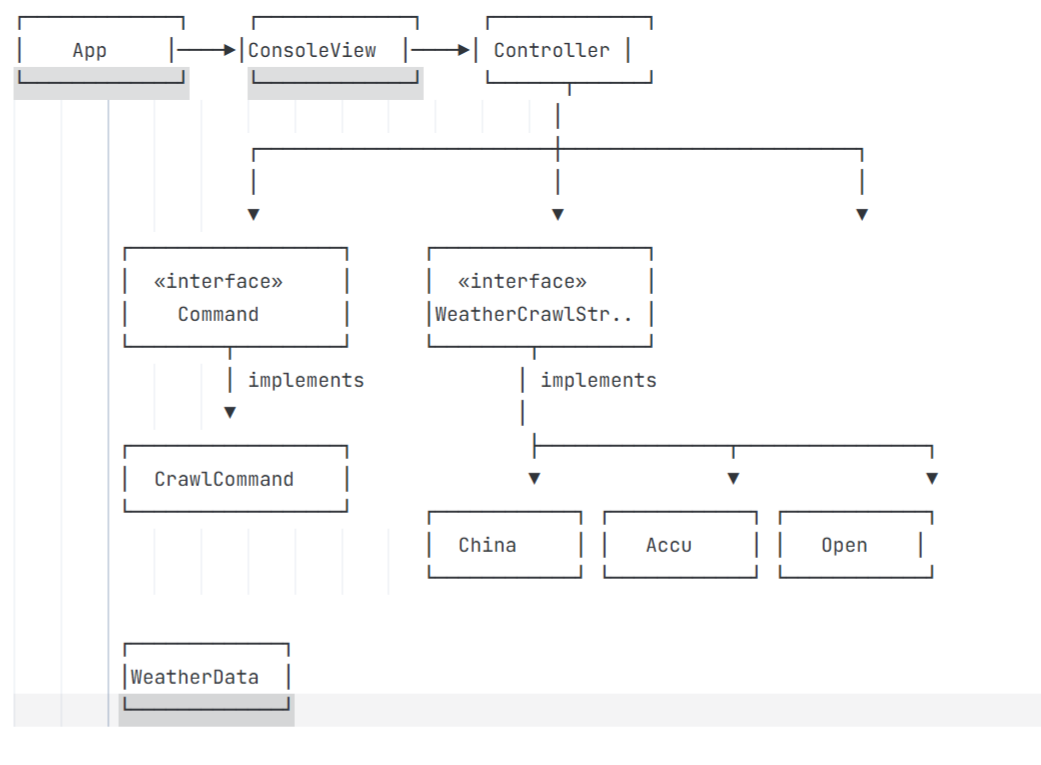 App ConsoleView Controller
«interface» «interface»
Command WeatherCrawlStr..
implements implements
CrawlCommand
China Accu Open
WeatherData